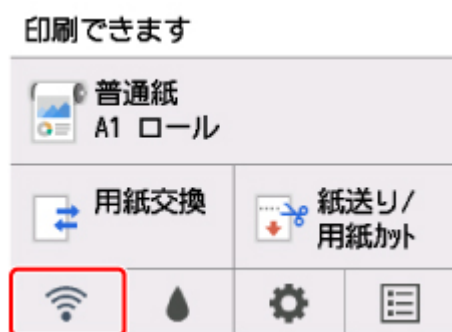 印刷できます
普通紙
A1 ロール
用紙交換
紙送り/
用紙ｶｯﾄ